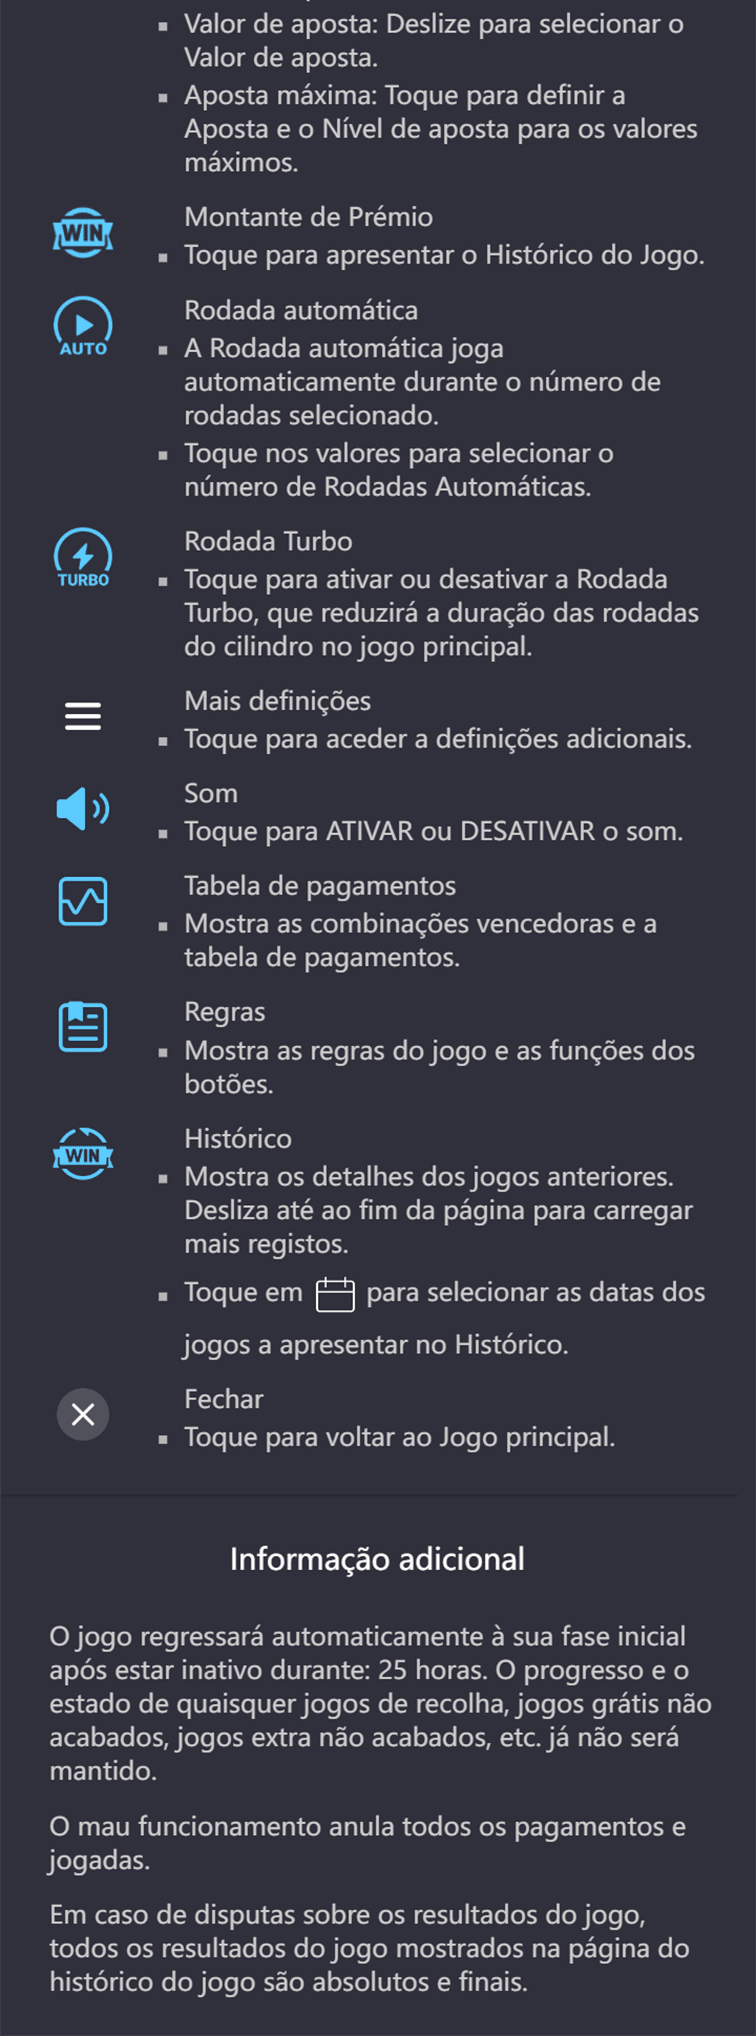 Valor de aposta: Deslize para selecionar o
Valor de aposta.
Aposta máxima: Toque para definir a
Aposta e o Nível de aposta para os valores
máximos.
WIN
Montante de Prémio
Toque para apresentar o Histórico do Jogo.
AUTO
Rodada automática
A Rodada automática joga
automaticamente durante o número de
rodadas selecionado.
Toque nos valores para selecionar o
número de Rodadas Automáticas.
TURBO
Rodada Turbo
Toque para ativar ou desativar a Rodada
Turbo, que reduzirá a duração das rodadas
do cilindro no jogo principal.
Mais definições
Toque para aceder a definições adicionais.
Som
Toque para ATIVAR ou DESATIVAR o som.
Tabela de pagamentos
Mostra as combinações vencedoras e a
tabela de pagamentos.
Regras
Mostra as regras do jogo e as funções dos
botões.
WIN
Histórico
Mostra os detalhes dos jogos anteriores.
Desliza até ao fim da página para carregar
mais registos.
Toque em para selecionar as datas dos
jogos a apresentar no Histórico.
Fechar
Toque para voltar ao Jogo principal.
Informação adicional
O jogo regressará automaticamente à sua fase inicial
após estar inativo durante: 25 horas. O progresso e o
estado de quaisquer jogos de recolha, jogos grátis não
acabados, jogos extra não acabados, etc. já não será
mantido.
O mau funcionamento anula todos os pagamentos e
jogadas.
Em caso de disputas sobre os resultados do jogo,
todos os resultados do jogo mostrados na página do
histórico do jogo são absolutos e finais.